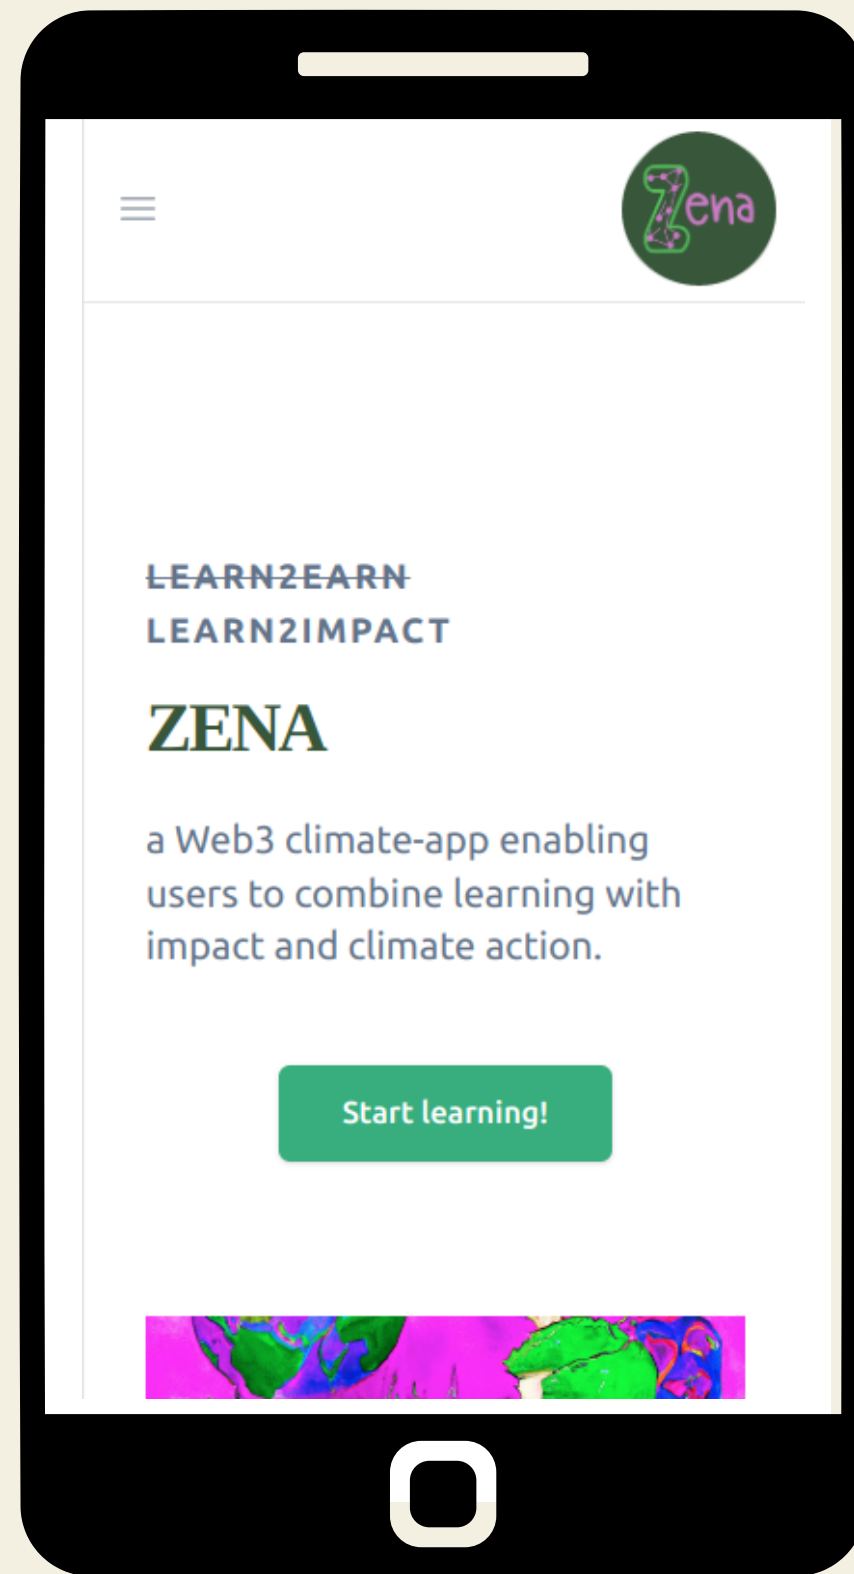 Zena
LEARN2EARN
LEARN2IMPACT
ZENA
a Web3 climate-app enabling
users to combine learning with
impact and climate action.
Start learning!